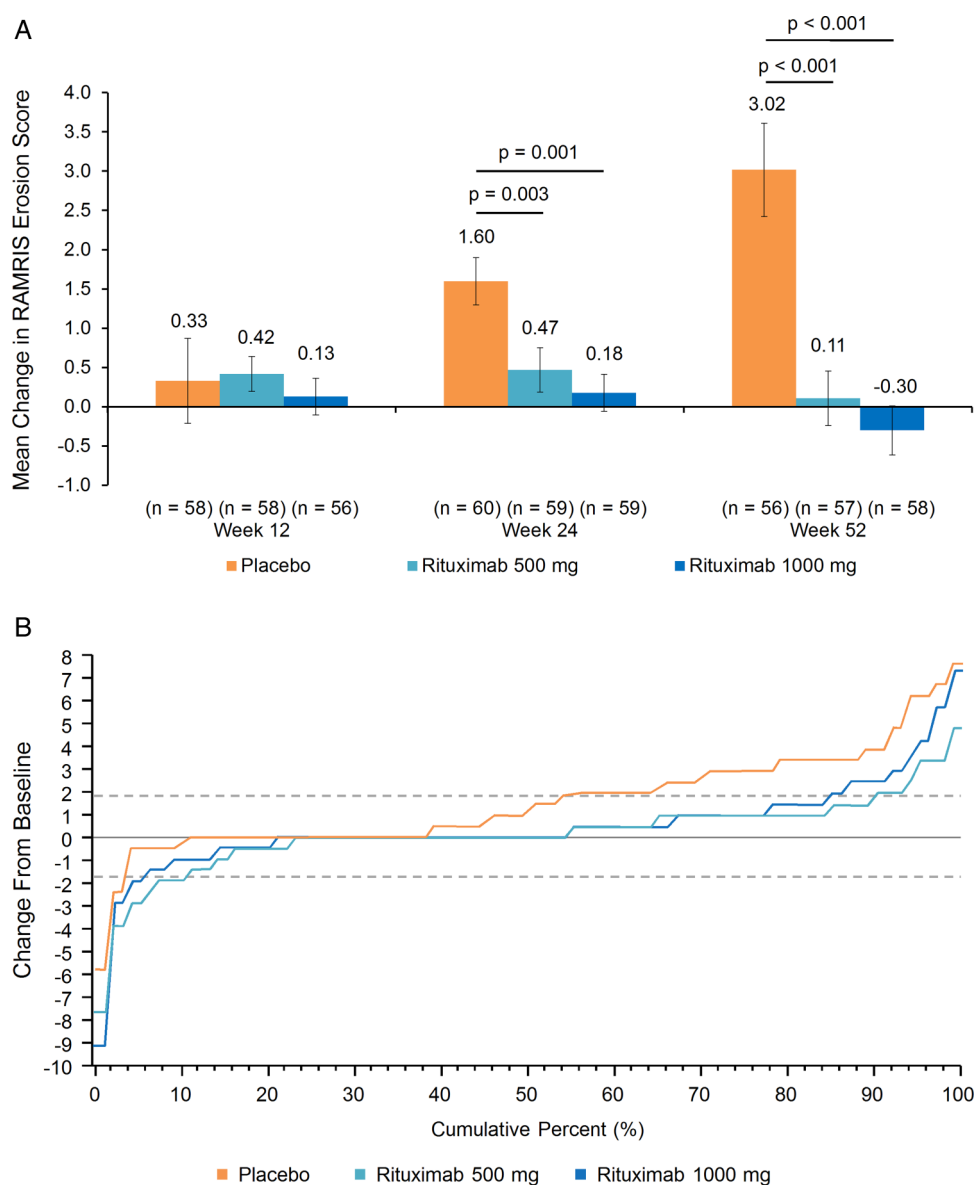 A
p < 0.001
p < 0.001
p = 0.001
p = 0.003
Mean Change in RAMRIS Erosion Score
4.0
3.5
3.0
2.5
2.0
1.5
1.0
0.5
0.0
-0.5
-1.0
0.33 0.42 0.13
1.60 0.47 0.18
3.02 0.11 -0.30
(n = 58) (n = 58) (n = 56) (n = 60) (n = 59) (n = 59) (n = 56) (n = 57) (n = 58)
Week 12 Week 24 Week 52
Placebo Rituximab 500 mg Rituximab 1000 mg
B
Change From Baseline
8
7
6
5
4
3
2
1
0
-1
-2
-3
-4
-5
-6
-7
-8
-9
-10
0 10 20 30 40 50 60 70 80 90 100
Cumulative Percent (%)
Placebo Rituximab 500 mg Rituximab 1000 mg